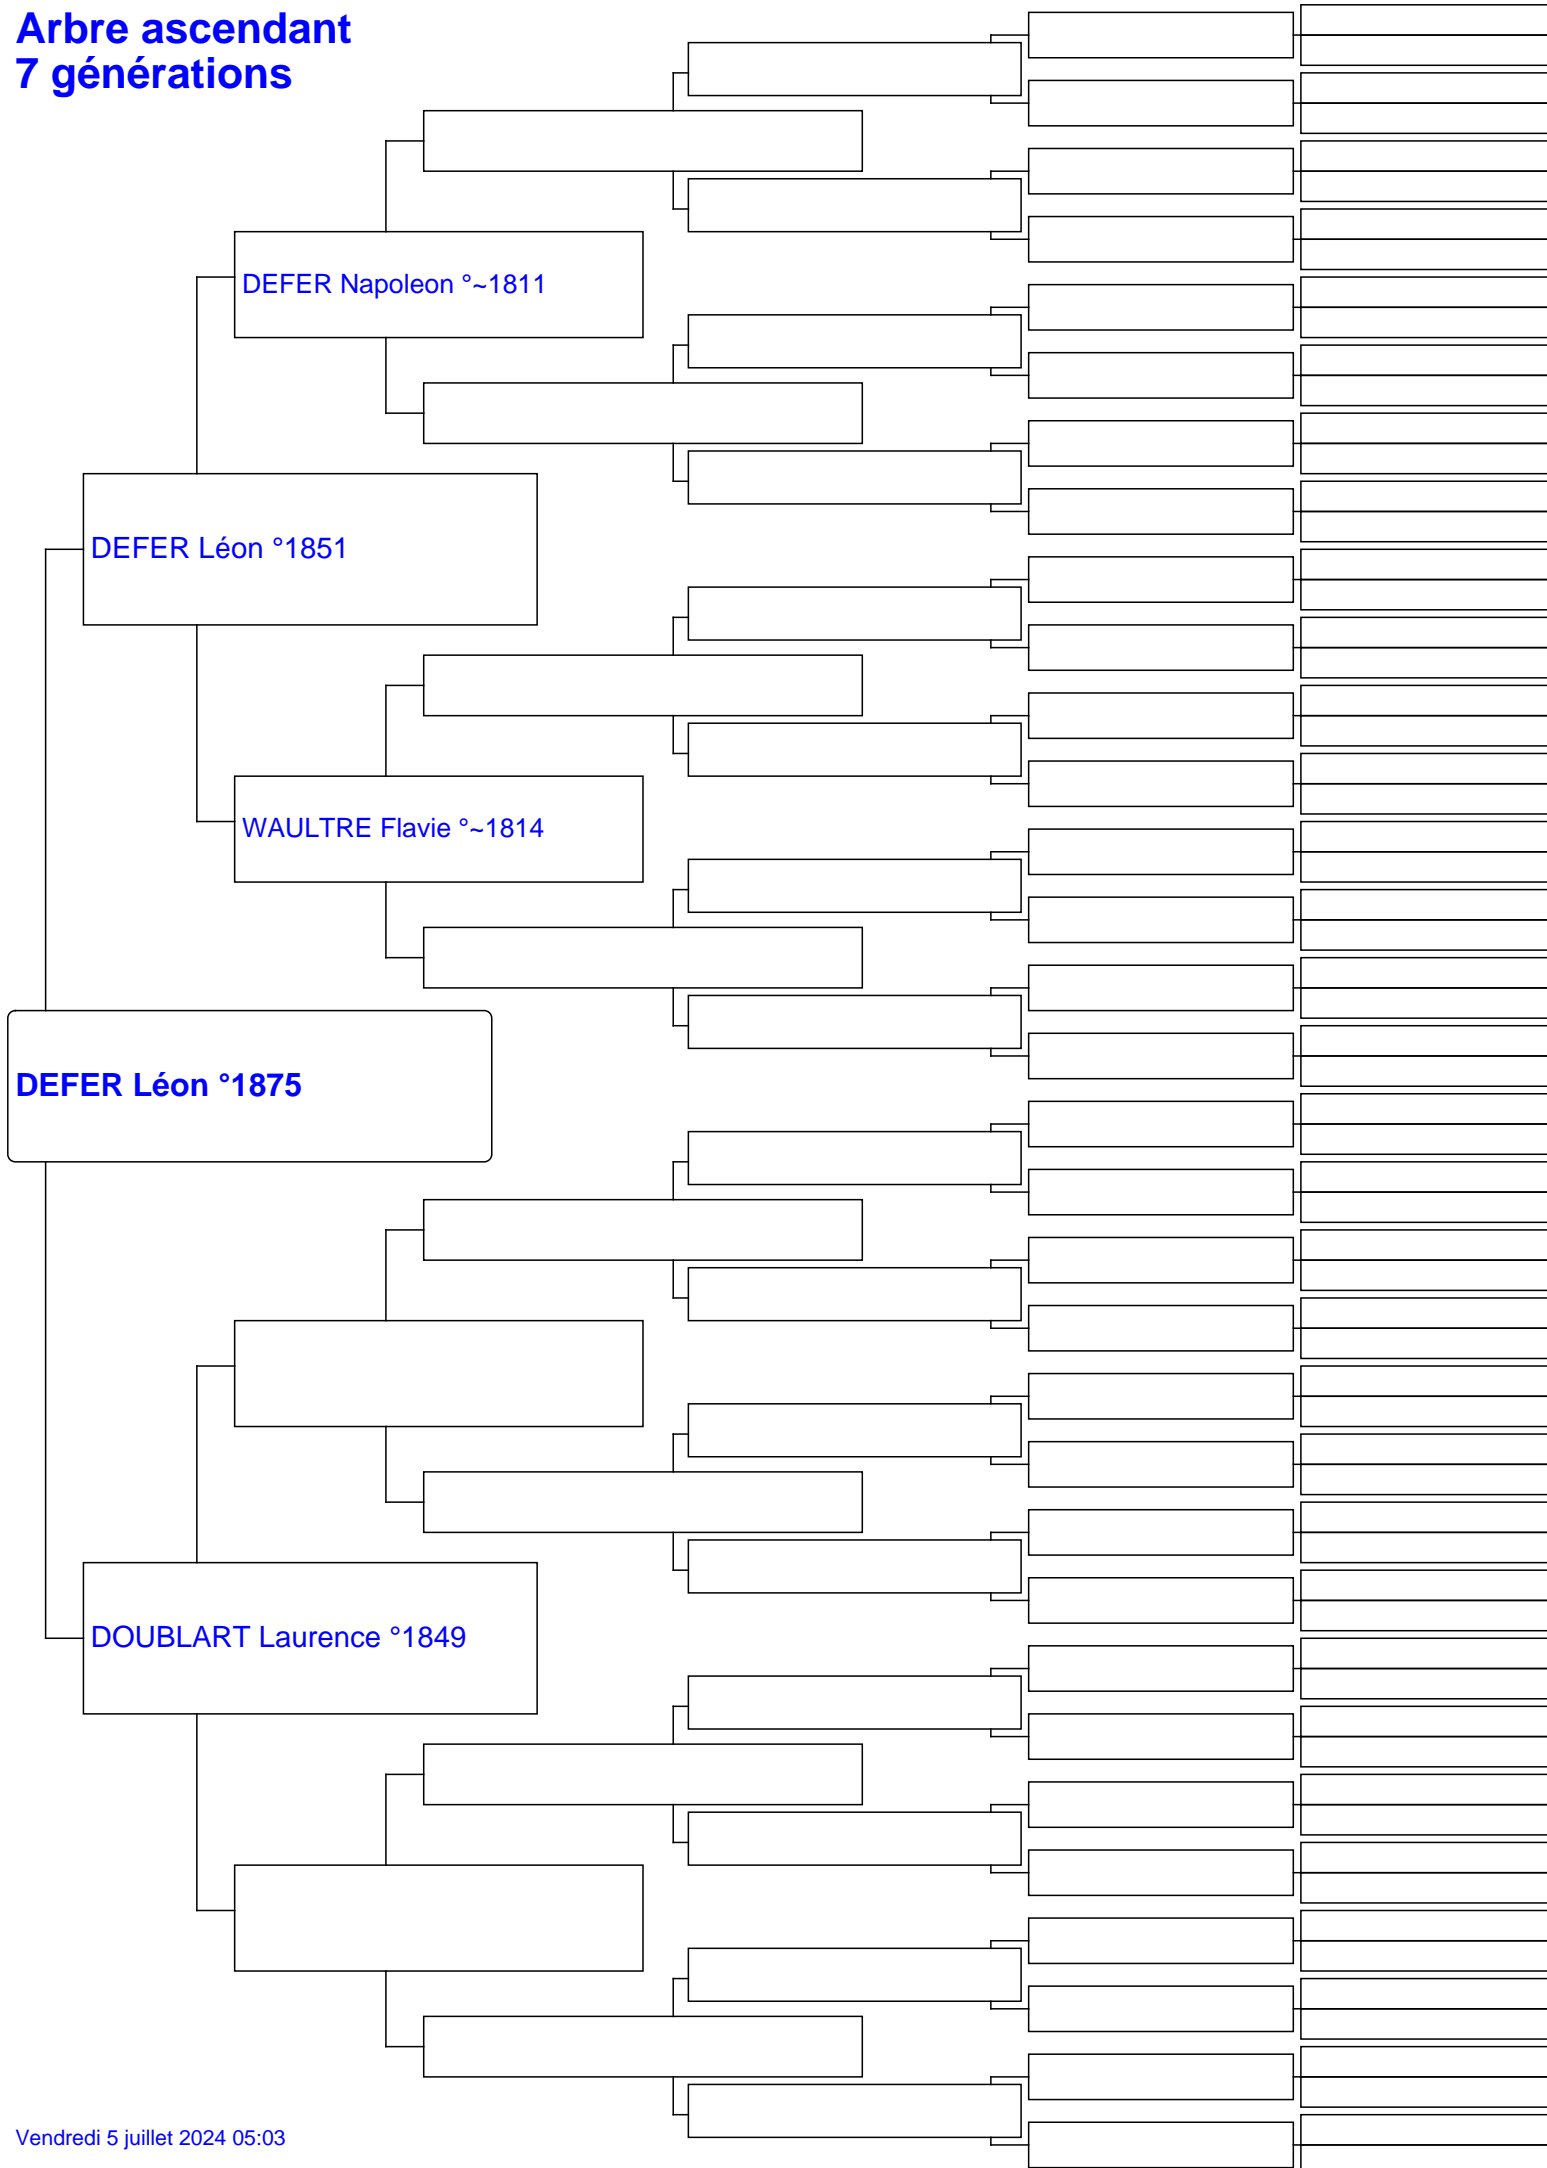 Arbre ascendant
7 générations
DEFER Napoleon °~1811
DEFER Léon °1851
WAULTRE Flavie °~1814
DEFER Léon °1875
DOUBLART Laurence °1849
Vendredi 5 juillet 2024 05:03